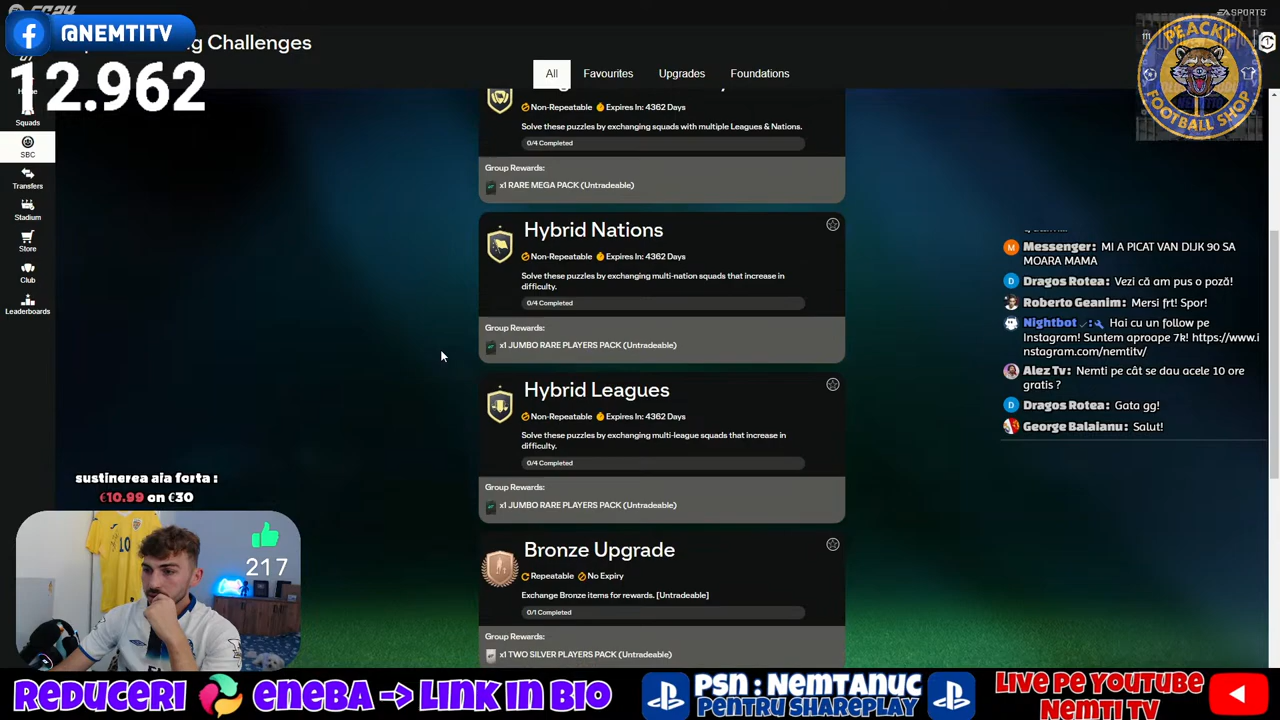 FC24
EA SPORTS
@NEMTITV
ng Challenges
12.962
All
Favourites
Upgrades
Foundations
Squads
SBC
Transfers
Stadium
Store
Club
Leaderboards
PEACKY
FOOTBALL SHOP
Non-Repeatable Expires In: 4362 Days
Solve these puzzles by exchanging squads with multiple Leagues & Nations.
0/4 Completed
Group Rewards:
x1 RARE MEGA PACK (Untradeable)
Hybrid Nations
Non-Repeatable Expires In: 4362 Days
Solve these puzzles by exchanging multi-nation squads that increase in
difficulty.
0/4 Completed
Group Rewards:
x1 JUMBO RARE PLAYERS PACK (Untradeable)
Hybrid Leagues
Non-Repeatable Expires In: 4362 Days
Solve these puzzles by exchanging multi-league squads that increase in
difficulty.
0/4 Completed
Group Rewards:
x1 JUMBO RARE PLAYERS PACK (Untradeable)
Bronze Upgrade
Repeatable No Expiry
Exchange Bronze items for rewards. [Untradeable]
0/1 Completed
Group Rewards:
x1 TWO SILVER PLAYERS PACK (Untradeable)
M Messenger: MI A PICAT VAN DIJK 90 SA
MOARA MAMA
D Dragos Rotea: Vezi că am pus o poză!
Roberto Geanim: Mersi frt! Spor!
Nightbot: Hai cu un follow pe
Instagram! Suntem aproape 7k! https://www.i
nstagram.com/nemtitv/
Alez Tv: Nemti pe cât se dau acele 10 ore
gratis ?
D Dragos Rotea: Gata gg!
George Balaianu: Salut!
sustinerea aia forta :
€10.99 on €30
10
217
REDUCERI ENEBA -> LINK IN BIO
PSN : NEMTANUC
PENTRU SHAREPLAY
LIVE PE YOUTUBE
NEMTI TV